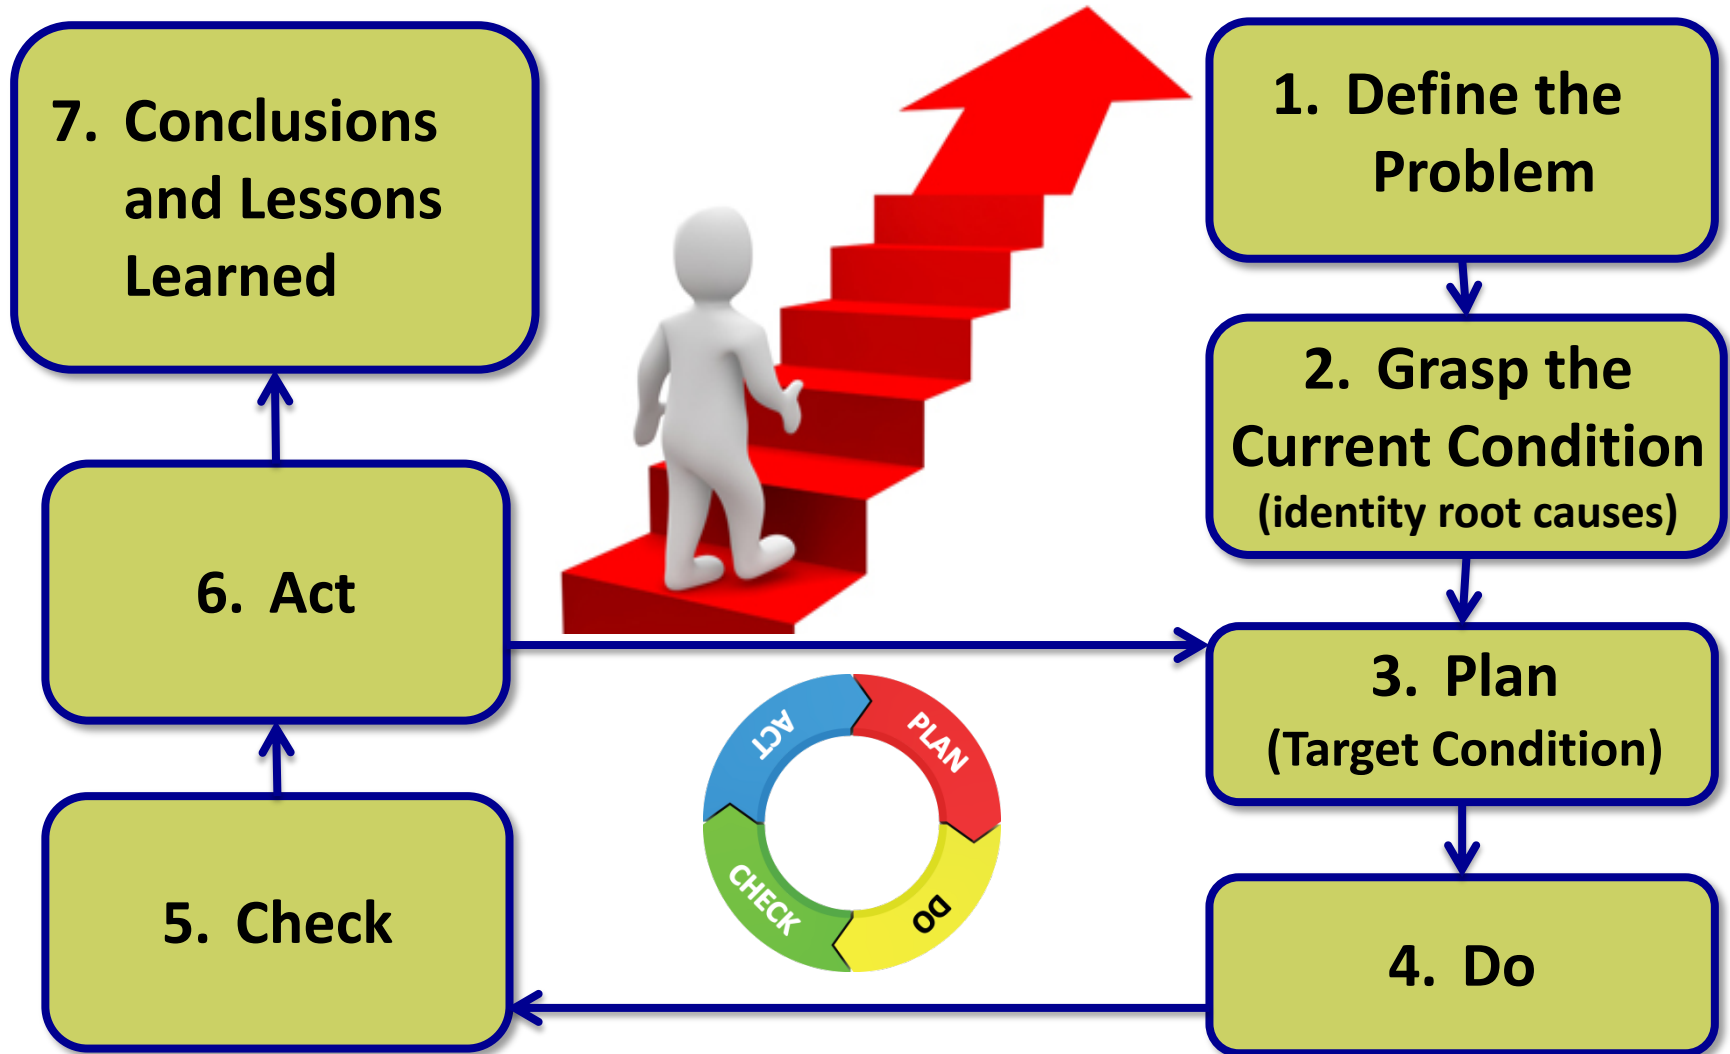 1. Define the
Problem
2. Grasp the
Current Condition
(identity root causes)
3. Plan
(Target Condition)
4. Do
5. Check
6. Act
7. Conclusions
and Lessons
Learned
PLAN
DO
CHECK
ACT